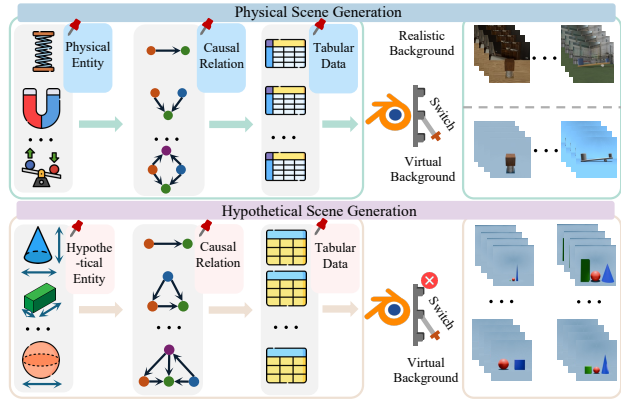 Physical Scene Generation
Physical
Entity
Causal
Relation
Tabular
Data
Realistic
Background
Switch
Virtual
Background
Hypothetical Scene Generation
Hypothe
-tical
Entity
Causal
Relation
Tabular
Data
Switch
Virtual
Background